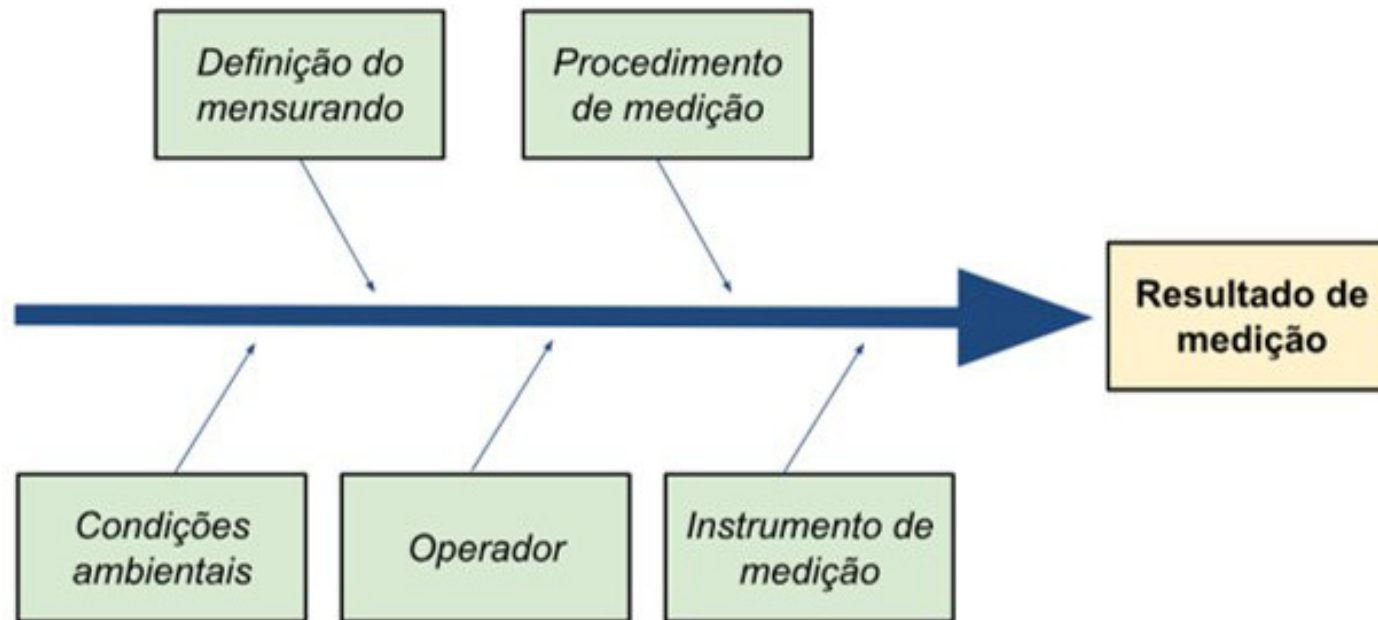 Definição do
mensurando
Procedimento
de medição
Resultado de
medição
Condições
ambientais
Operador
Instrumento de
medição